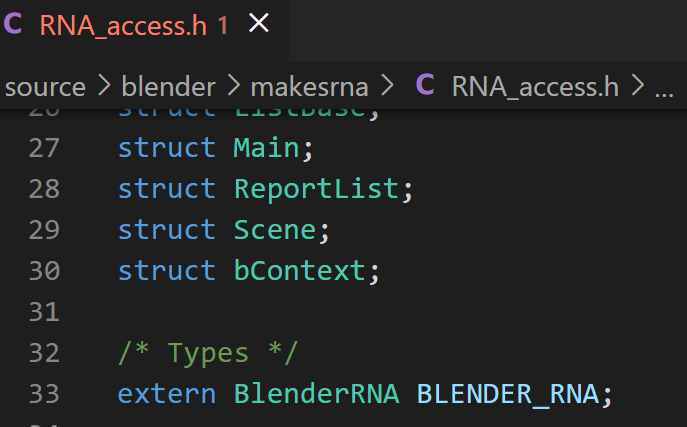 C RNA_access.h 1 ×
source > blender > makesrna > C RNA_access.h > ...
26 struct ListBase;
27 struct Main;
28 struct ReportList;
29 struct Scene;
30 struct bContext;
31
32 /* Types */
33 extern BlenderRNA BLENDER_RNA;